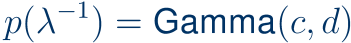 p(λ⁻¹) = Gamma(c, d)